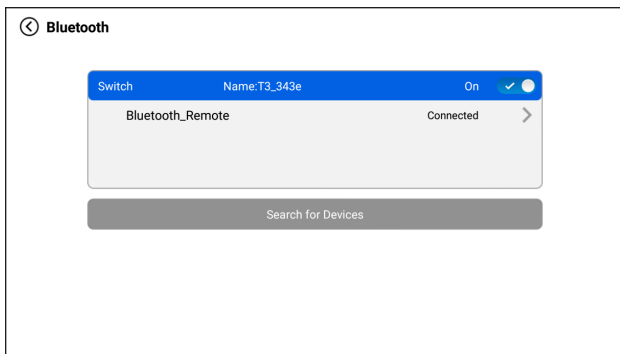 Bluetooth
Switch Name:T3_343e On
Bluetooth_Remote Connected
Search for Devices